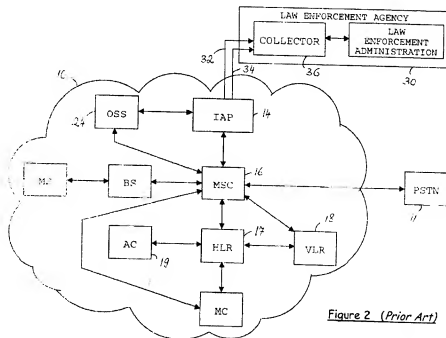 LAW ENFORCEMENT AGENCY
COLLECTOR
LAW
ENFORCEMENT
ADMINISTRATION
32
34
36
30
10
OSS
24
IAP
14
16
MS
BS
MSC
PSTN
11
AC
19
HLR
17
VLR
18
MC
Figure 2 (Prior Art)